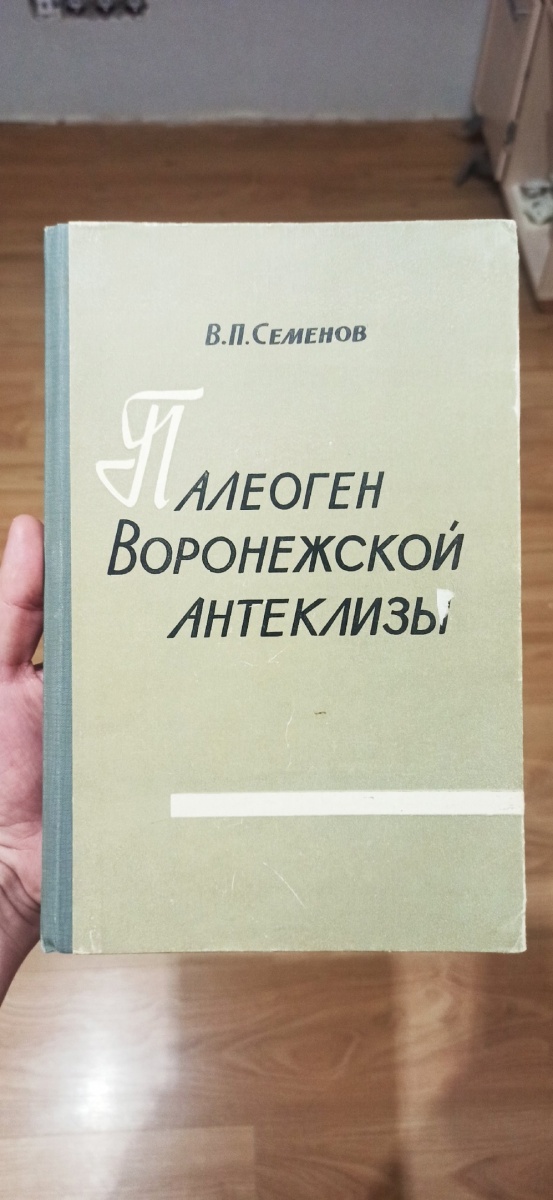 В.П.Семенов
Палеоген
Воронежской
антеклизы